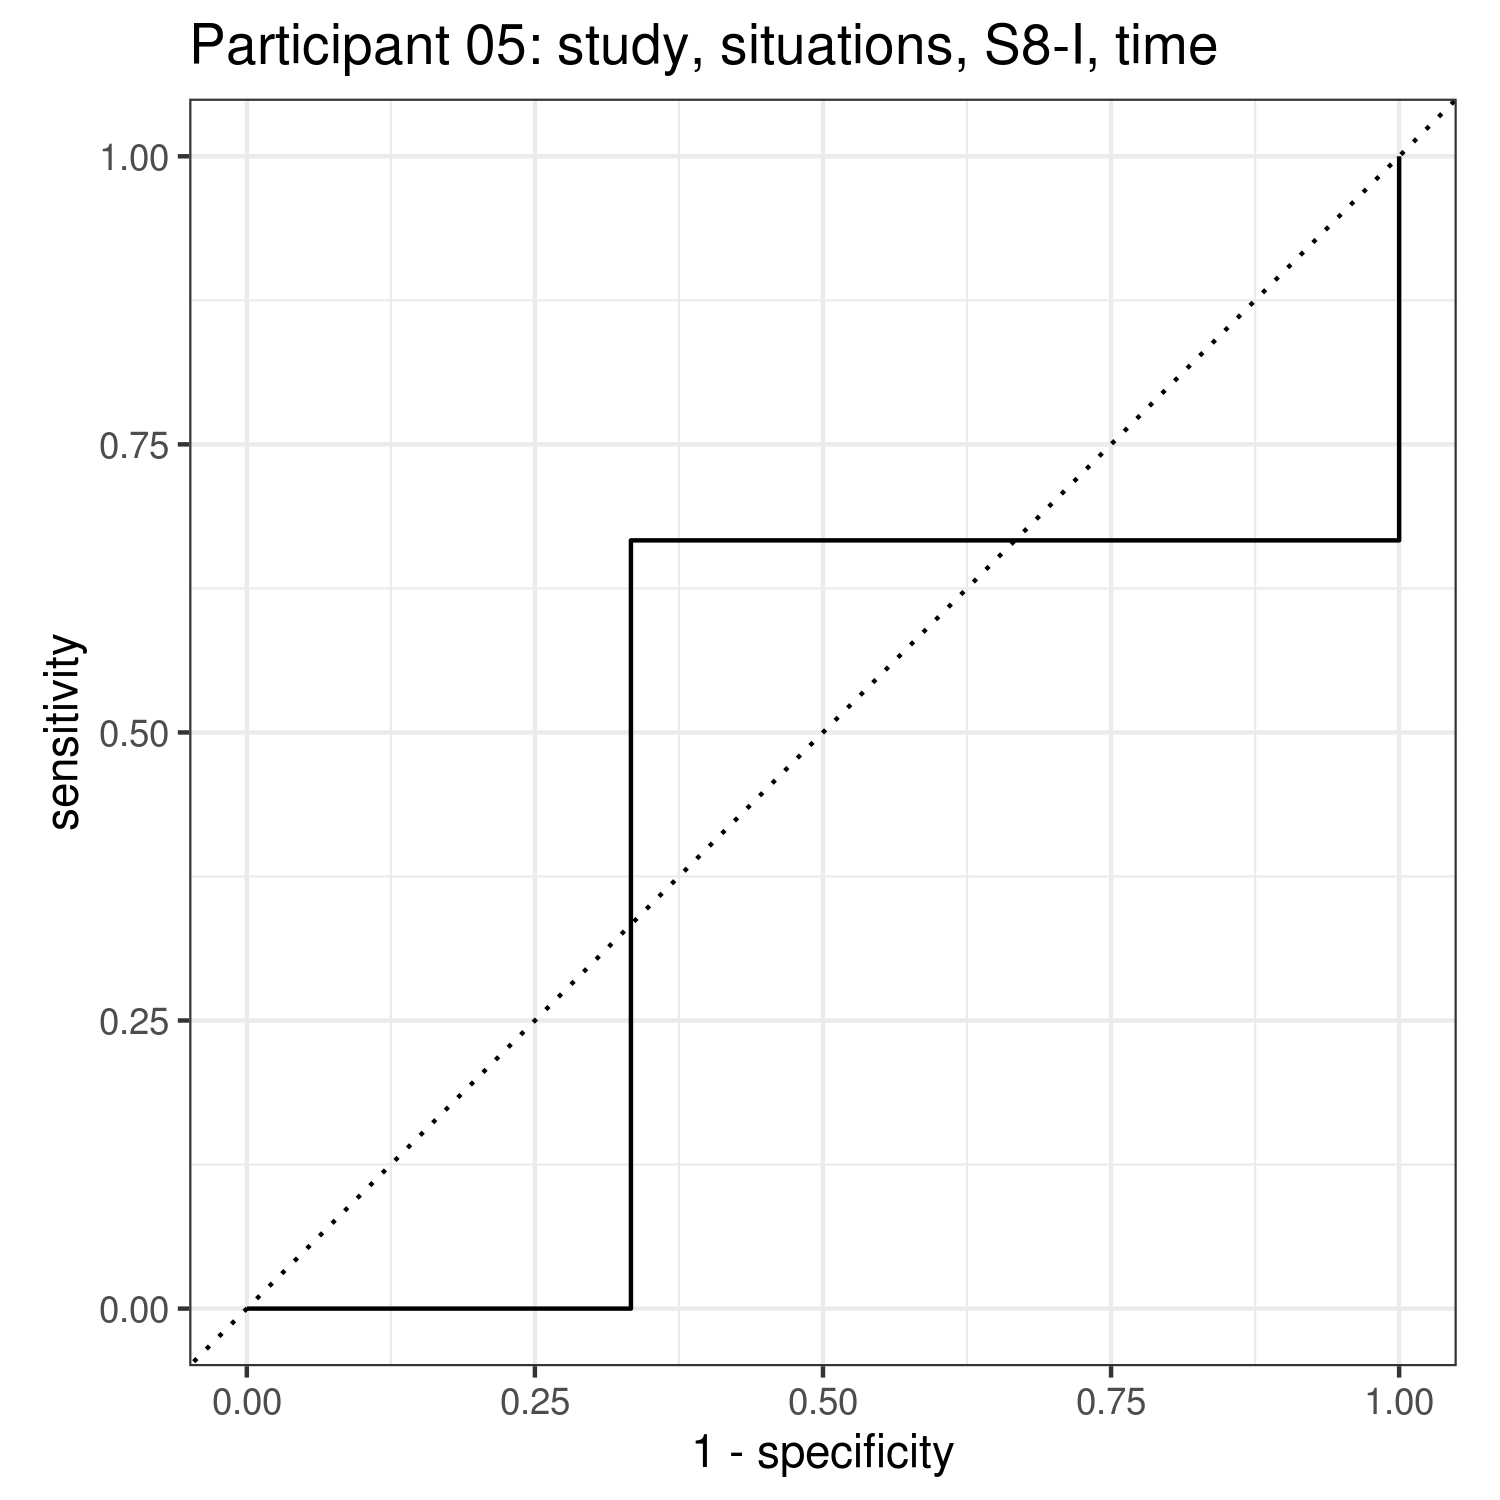 Participant 05: study, situations, S8-I, time
1.00
0.75
0.50
0.25
0.00
sensitivity
0.00 0.25 0.50 0.75 1.00
1 - specificity